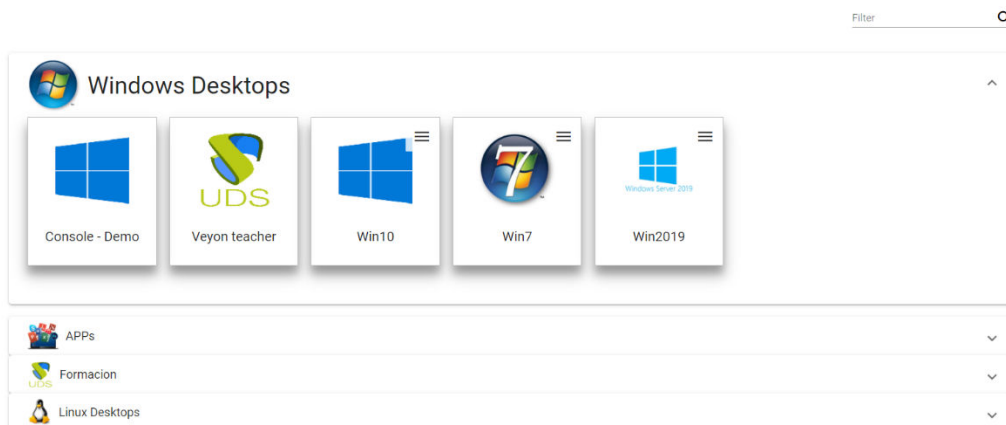 Filter
Windows Desktops
7
UDS
Windows Server 2019
Console - Demo
Veyon teacher
Win10
Win7
Win2019
APPs
UDS
Formacion
Linux Desktops